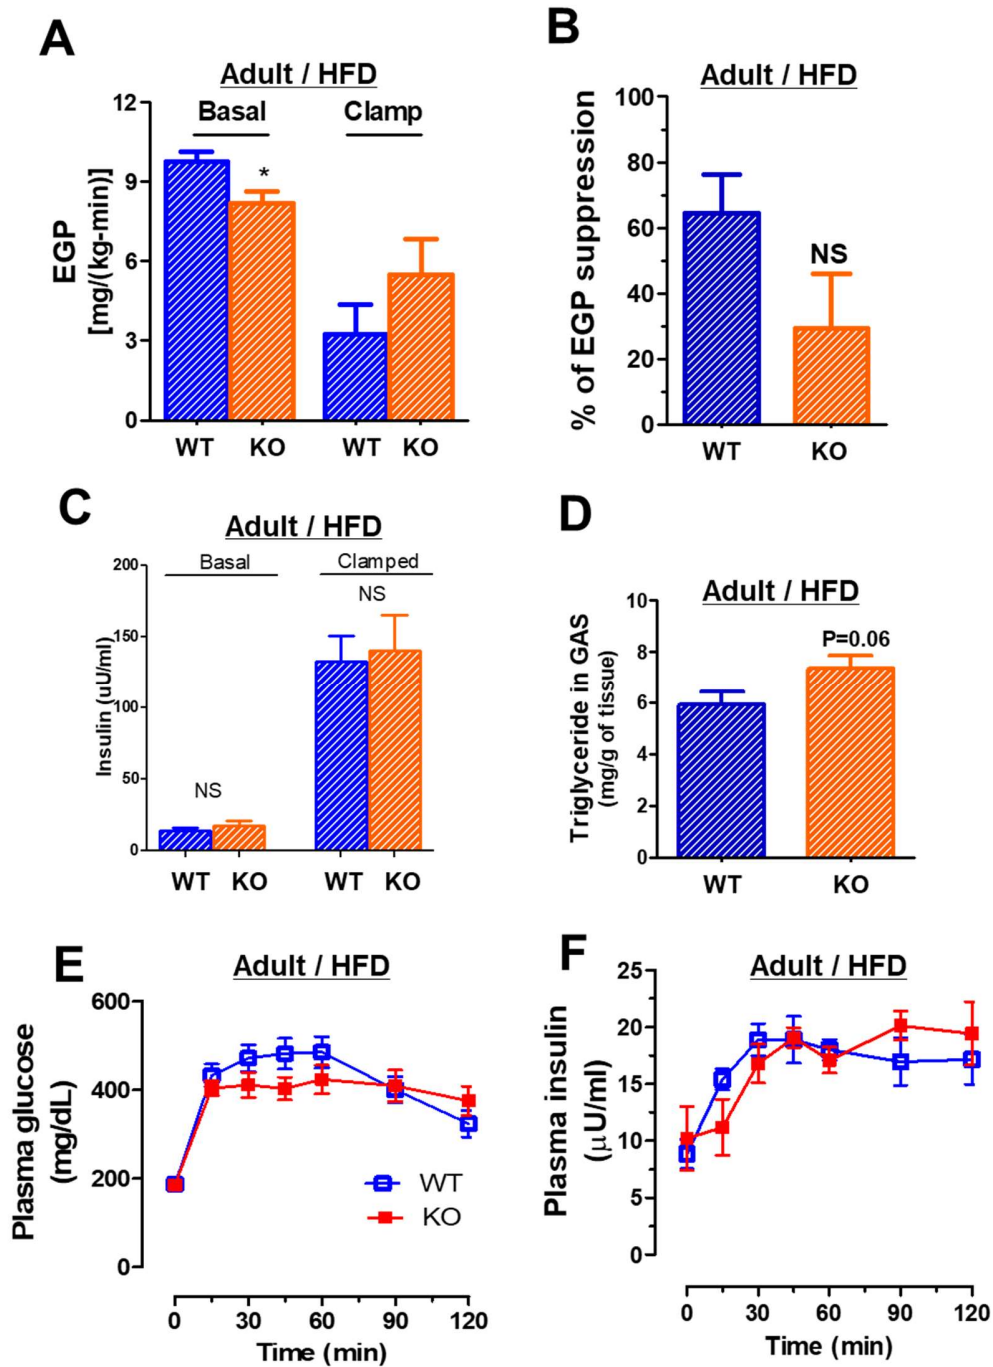 A
Adult / HFD
Basal
Clamp
*
EGP
[mg/(kg-min)]
12
9
6
3
0
WT
KO
WT
KO
B
Adult / HFD
% of EGP suppression
100
80
60
40
20
0
NS
WT
KO
C
Adult / HFD
Basal
Clamped
NS
NS
Insulin (uU/ml)
200
150
100
50
0
WT
KO
WT
KO
D
Adult / HFD
P=0.06
Triglyceride in GAS
(mg/g of tissue)
10
8
6
4
2
0
WT
KO
E
Adult / HFD
Plasma glucose
(mg/dL)
600
400
200
0
WT
KO
0
30
60
90
120
Time (min)
F
Adult / HFD
Plasma insulin
(μU/ml)
25
20
15
10
5
0
0
30
60
90
120
Time (min)